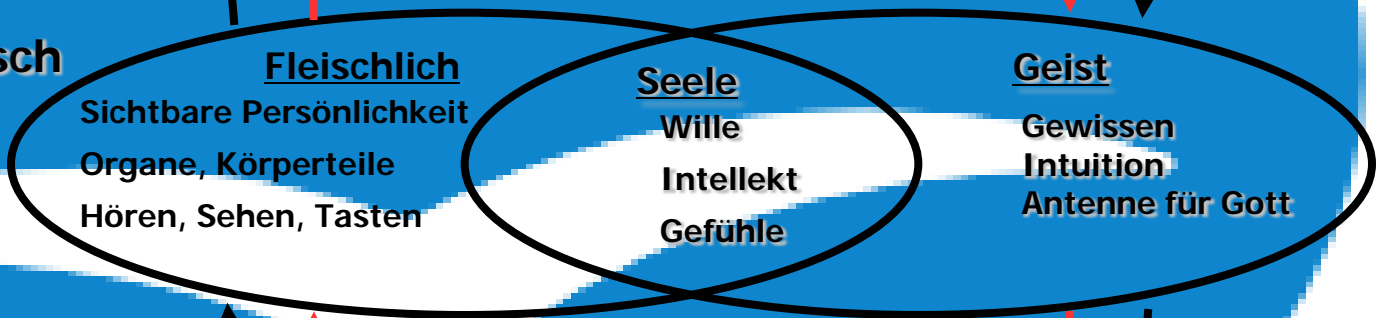 sch
Fleischlich
Sichtbare Persönlichkeit
Organe, Körperteile
Hören, Sehen, Tasten
Seele
Wille
Intellekt
Gefühle
Geist
Gewissen
Intuition
Antenne für Gott